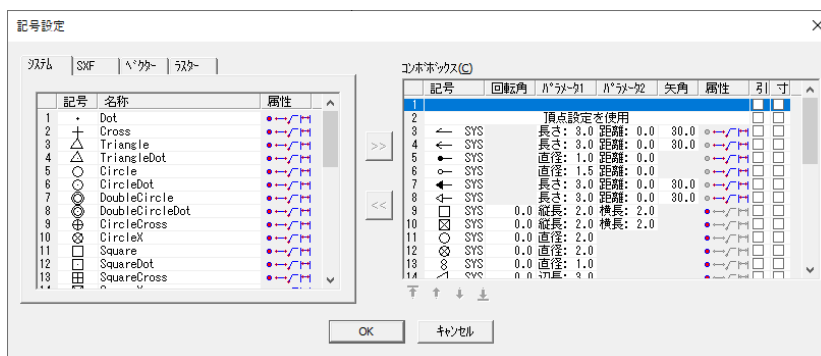 記号設定
システム SXF ベクター ラスター
記号 名称 属性
1 Dot
2 Cross
3 Triangle
4 TriangleDot
5 Circle
6 CircleDot
7 DoubleCircle
8 DoubleCircleDot
9 CircleCross
10 CircleX
11 Square
12 SquareDot
13 SquareCross
>>
<<
コンボボックス(C)
記号 回転角 パラメータ1 パラメータ2 矢角 属性 引 寸
1
2 頂点設定を使用
3 SYS 長さ: 3.0 距離: 0.0 30.0
4 SYS 長さ: 3.0 距離: 0.0 30.0
5 SYS 直径: 1.0 距離: 0.0
6 SYS 直径: 1.5 距離: 0.0
7 SYS 長さ: 3.0 距離: 0.0 30.0
8 SYS 長さ: 3.0 距離: 0.0 30.0
9 SYS 0.0 縦長: 2.0 横長: 2.0
10 SYS 0.0 縦長: 2.0 横長: 2.0
11 SYS 0.0 直径: 2.0
12 SYS 0.0 直径: 2.0
13 SYS 0.0 直径: 1.0
14 SYS 0.0 辺長: 3.0
OK キャンセル